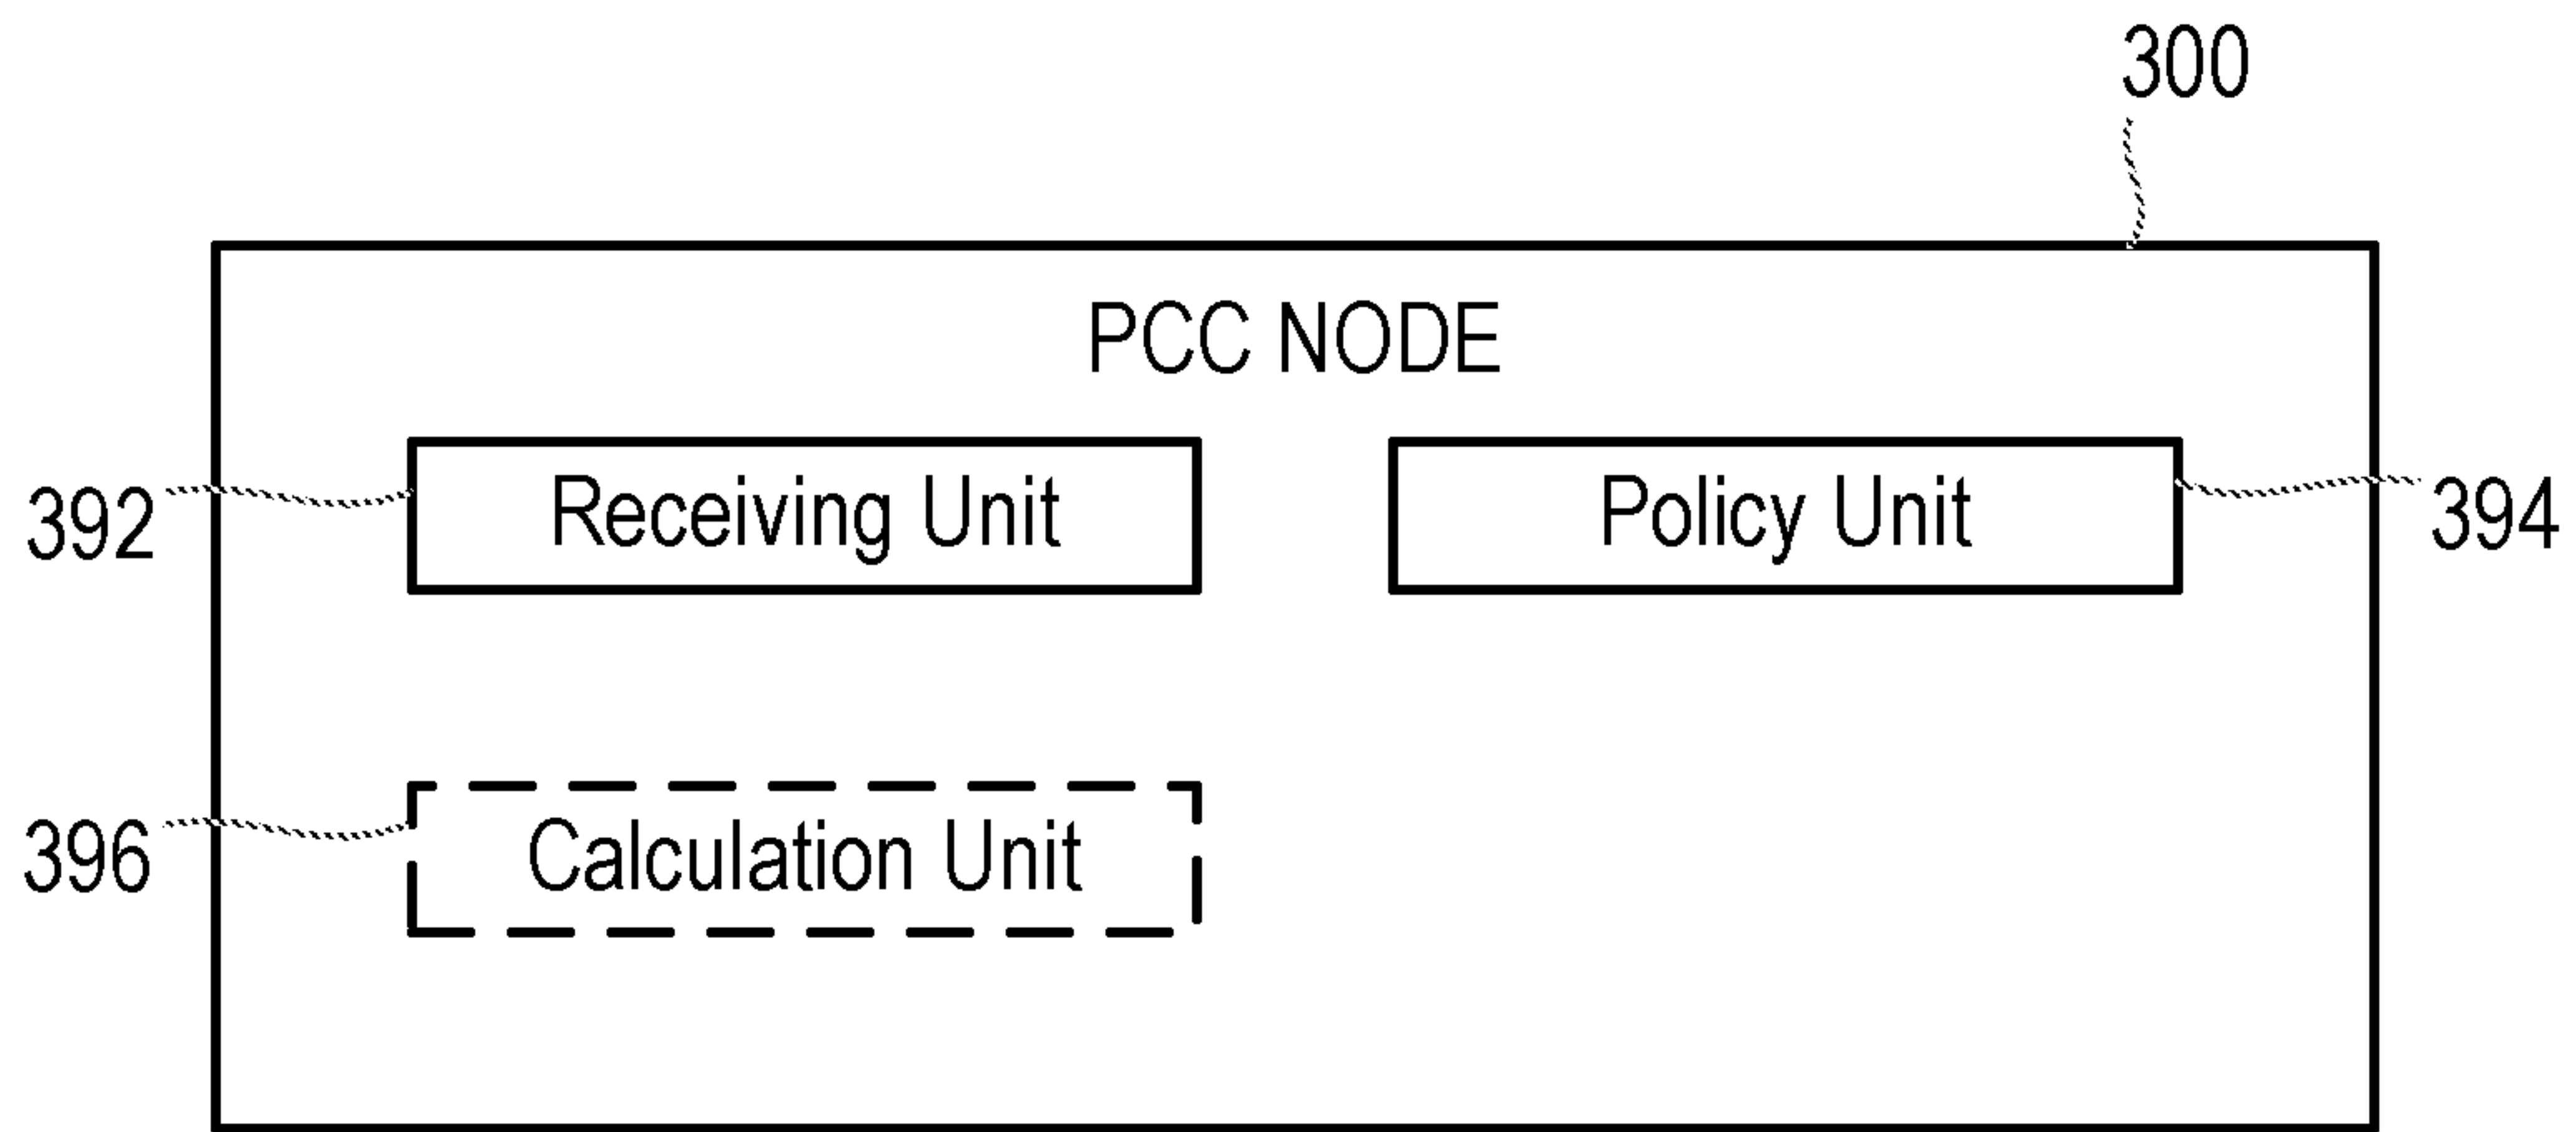 300
PCC NODE
392
Receiving Unit
Policy Unit
394
396
Calculation Unit